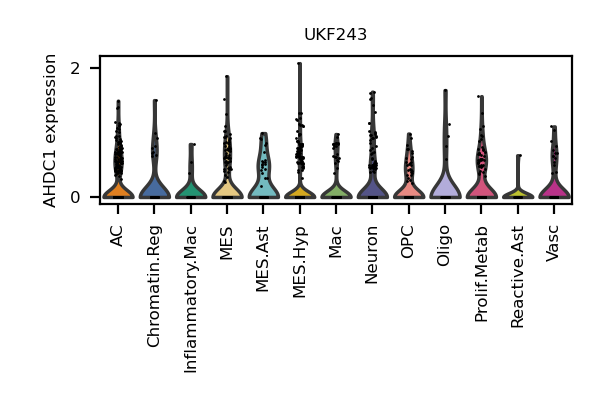 UKF243
AHDC1 expression
2
0
AC
Chromatin.Reg
Inflammatory.Mac
MES
MES.Ast
MES.Hyp
Mac
Neuron
OPC
Oligo
Prolif.Metab
Reactive.Ast
Vasc